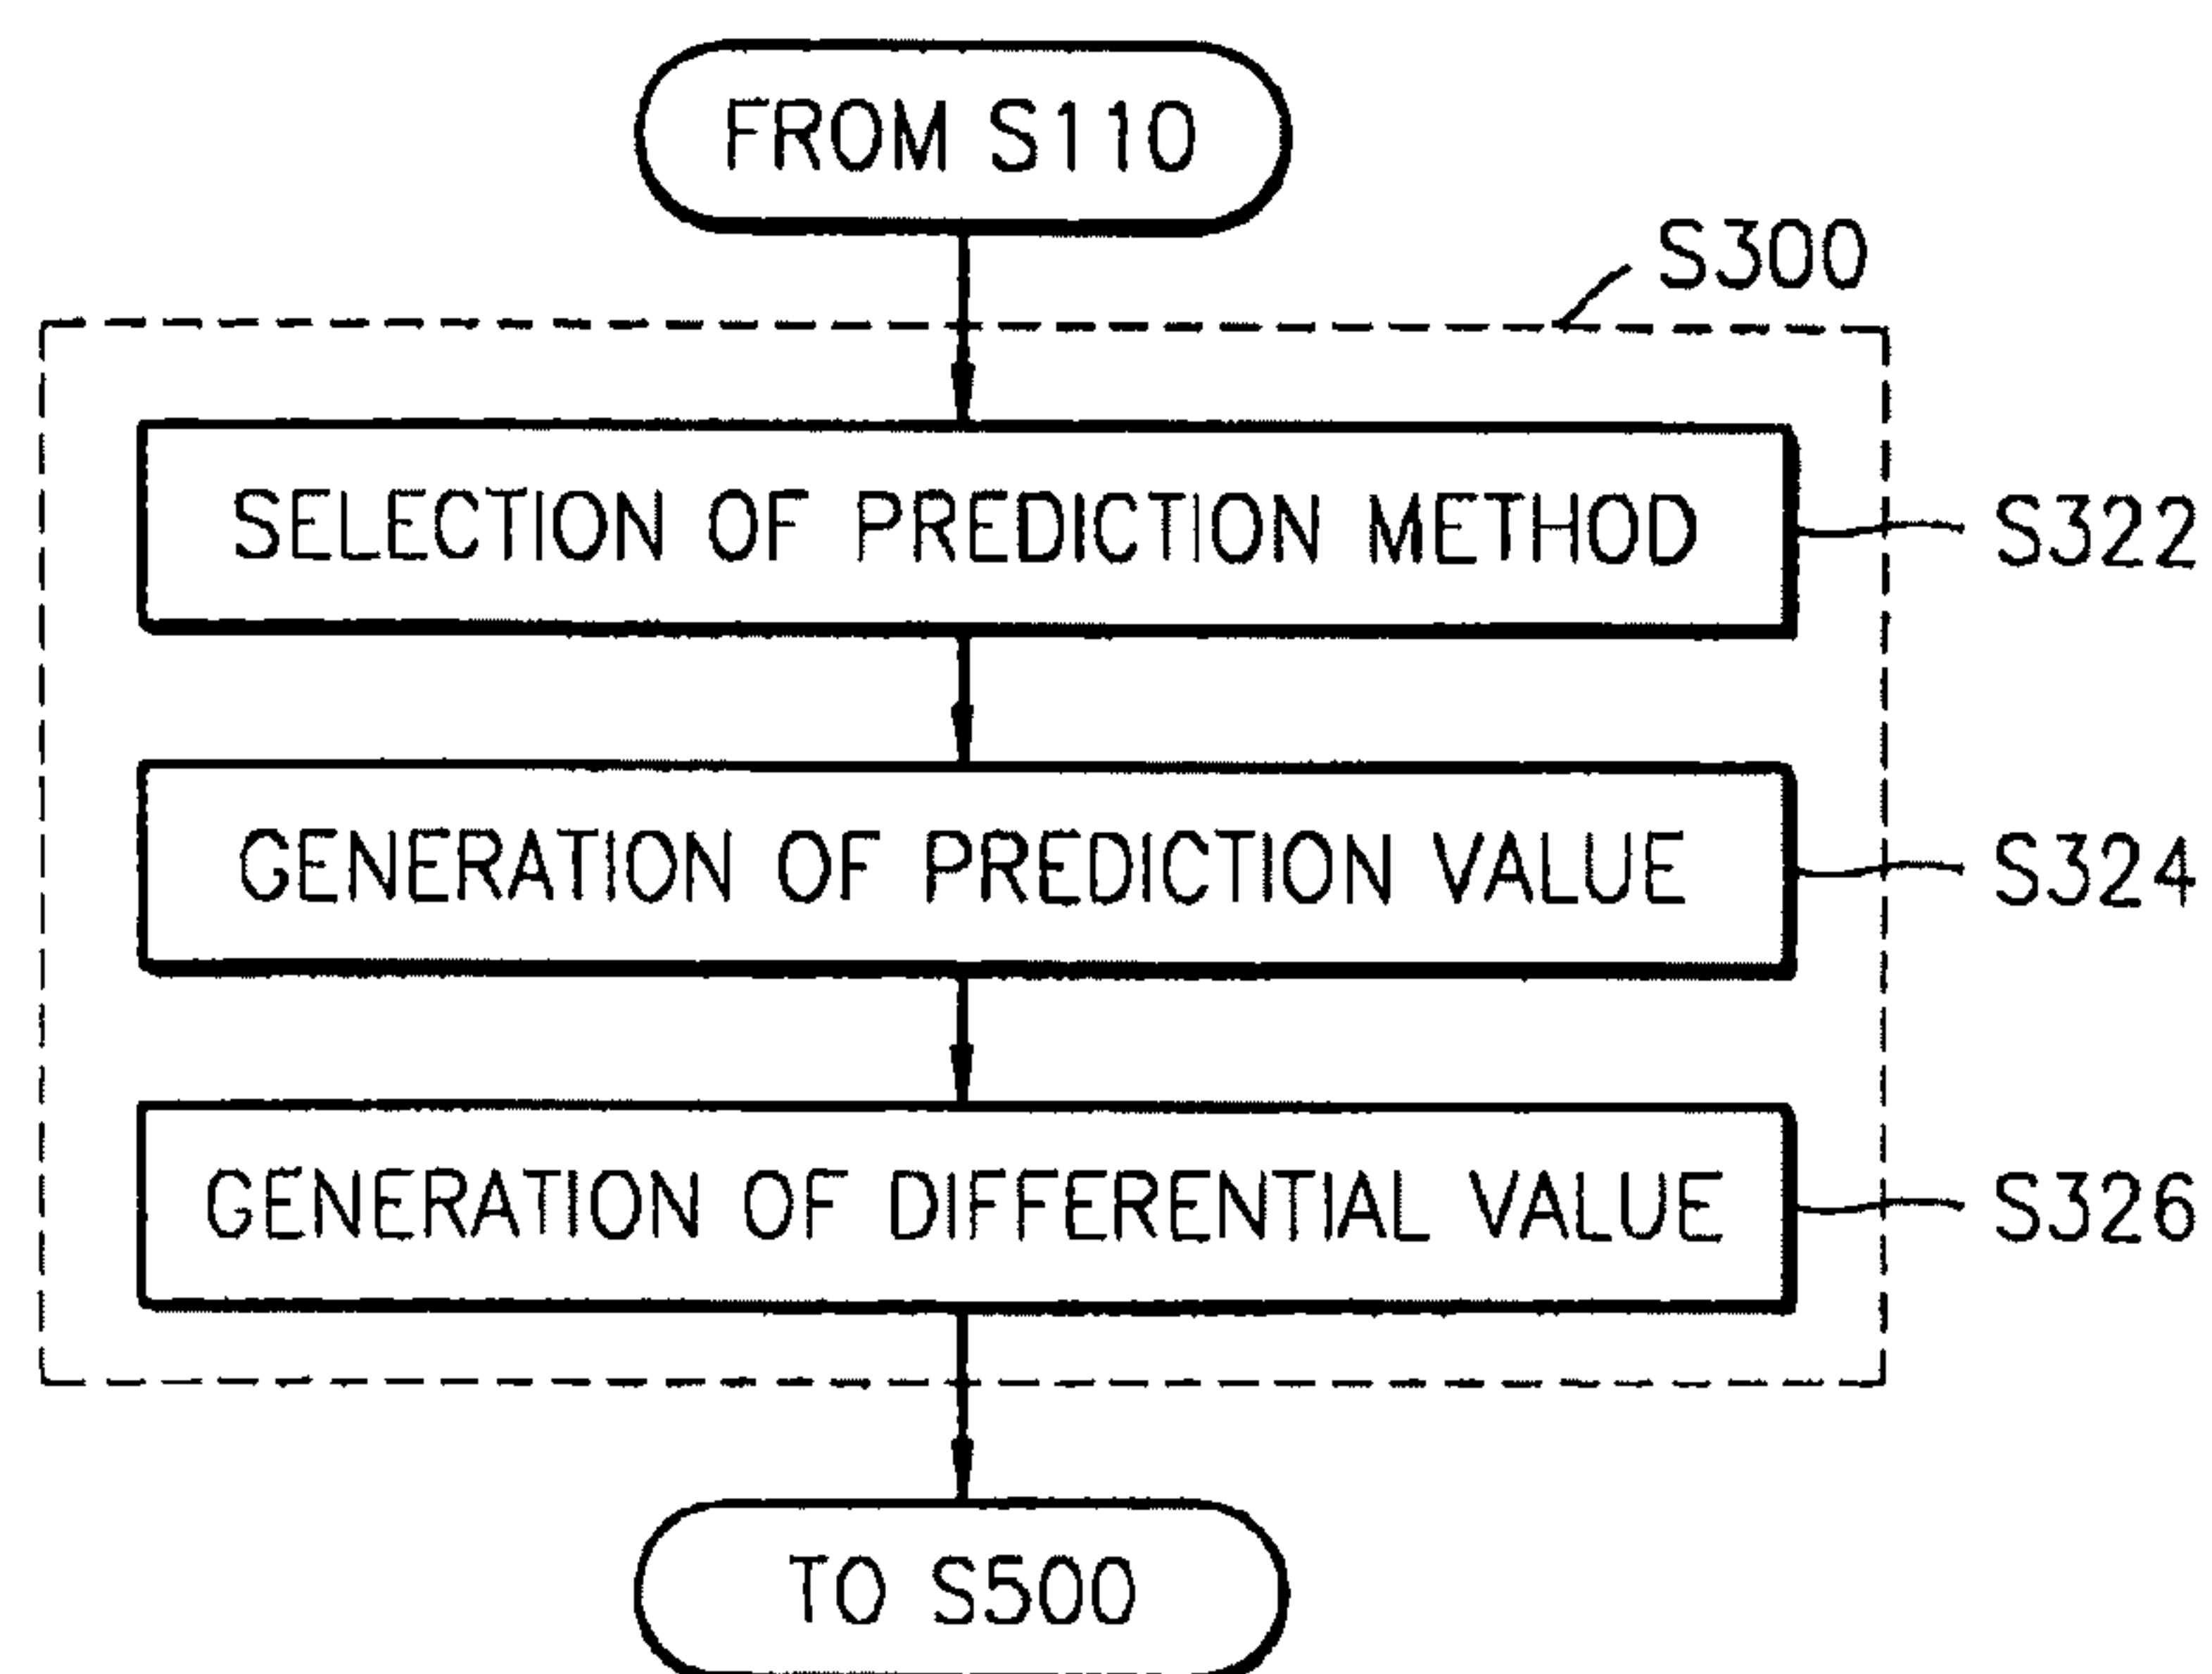 FROM S110
S300
SELECTION OF PREDICTION METHOD
S322
GENERATION OF PREDICTION VALUE
S324
GENERATION OF DIFFERENTIAL VALUE
S326
TO S500